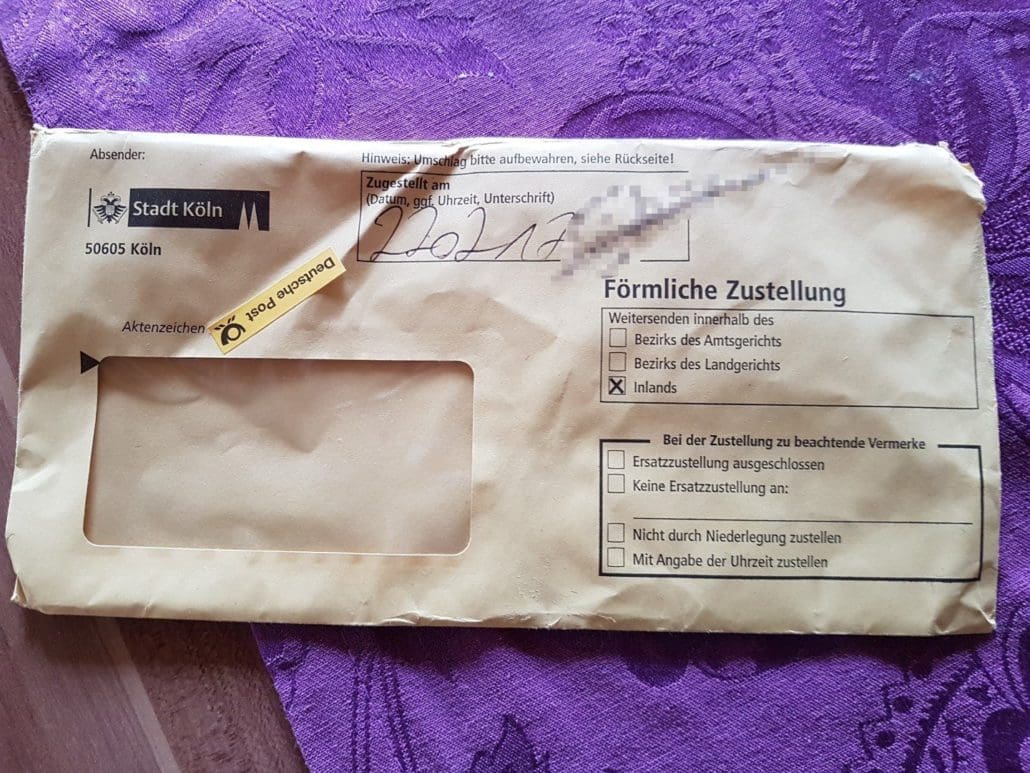 Absender:
Hinweis: Umschlag bitte aufbewahren, siehe Rückseite!
Zugestellt am
(Datum, ggf. Uhrzeit, Unterschrift)
220217
Stadt Köln
50605 Köln
Deutsche Post
Aktenzeichen
Förmliche Zustellung
Weitersenden innerhalb des
Bezirks des Amtsgerichts
Bezirks des Landgerichts
X Inlands
Bei der Zustellung zu beachtende Vermerke
Ersatzzustellung ausgeschlossen
Keine Ersatzzustellung an:
Nicht durch Niederlegung zustellen
Mit Angabe der Uhrzeit zustellen